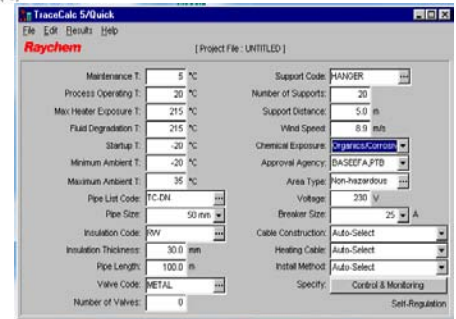 TraceCalc 5/Quick
File Edit Results Help
Raychem [ Project File : UNTITLED ]
Maintenance T: 5 °C Support Code: HANGER ...
Process Operating T: 20 °C Number of Supports: 20
Max Heater Exposure T: 215 °C Support Distance: 5.0 m
Fluid Degradation T: 215 °C Wind Speed: 8.9 m/s
Startup T: -20 °C Chemical Exposure: Organics/Corrosiv
Minimum Ambient T: -20 °C Approval Agency: BASEEFA,PTB
Maximum Ambient T: 35 °C Area Type: Non-hazardous ...
Pipe List Code: TC-DN ... Voltage: 230 V
Pipe Size: 50 mm Breaker Size: 25 A
Insulation Code: RW ... Cable Construction: Auto-Select
Insulation Thickness: 30.0 mm Heating Cable: Auto-Select
Pipe Length: 100.0 m Install Method: Auto-Select
Valve Code: METAL ... Specify: Control & Monitoring
Number of Valves: 0 Self-Regulation